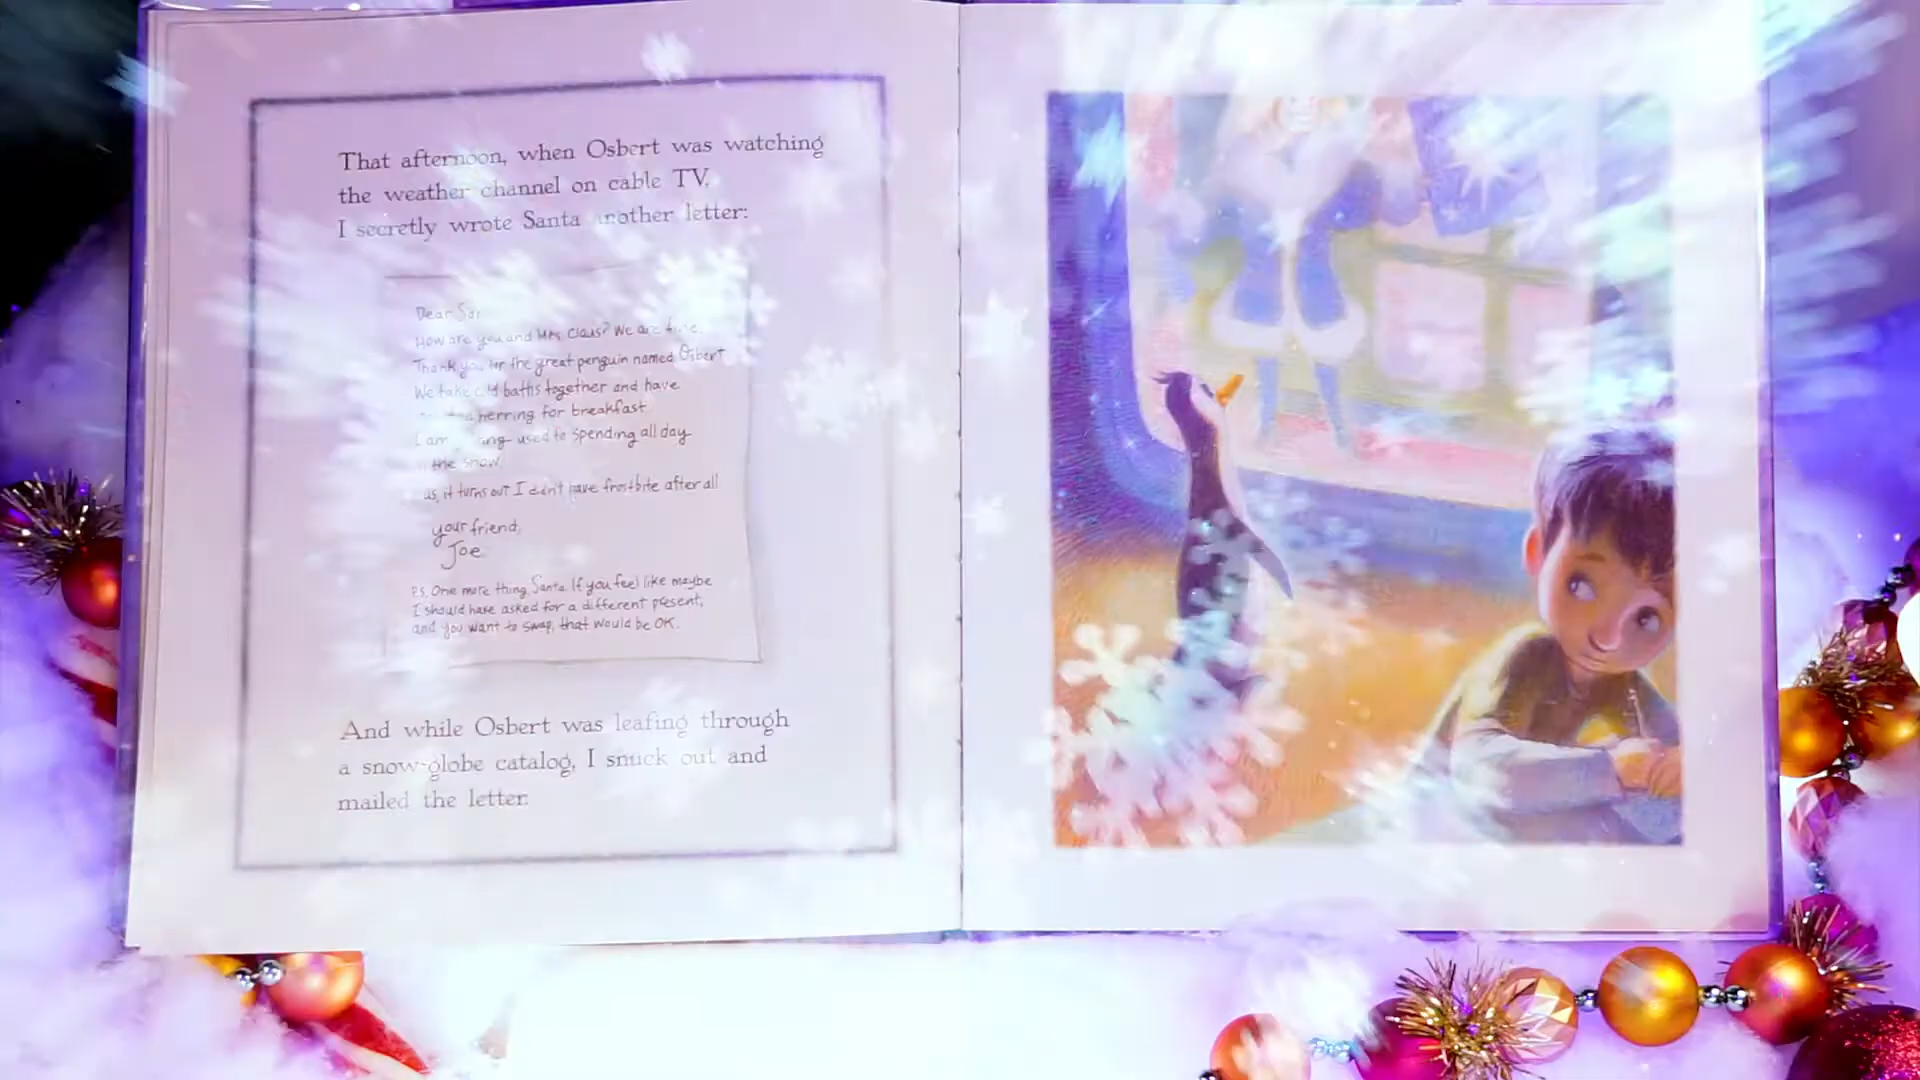 That afternoon, when Osbert was watching
the weather channel on cable TV,
I secretly wrote Santa another letter:
Dear
How are you and Mrs. Claus? We are fine.
Thank you for the great penguin named Osbert
We take cold baths together and have
herring for breakfast.
I am used to spending all day
the snow.
it turns out I don't have frostbite after all
your friend,
Joe
P.S. One more thing, Santa. If you feel like maybe
I should have asked for a different present,
and you want to swap, that would be OK.
And while Osbert was leafing through
a snow-globe catalog, I snuck out and
mailed the letter.